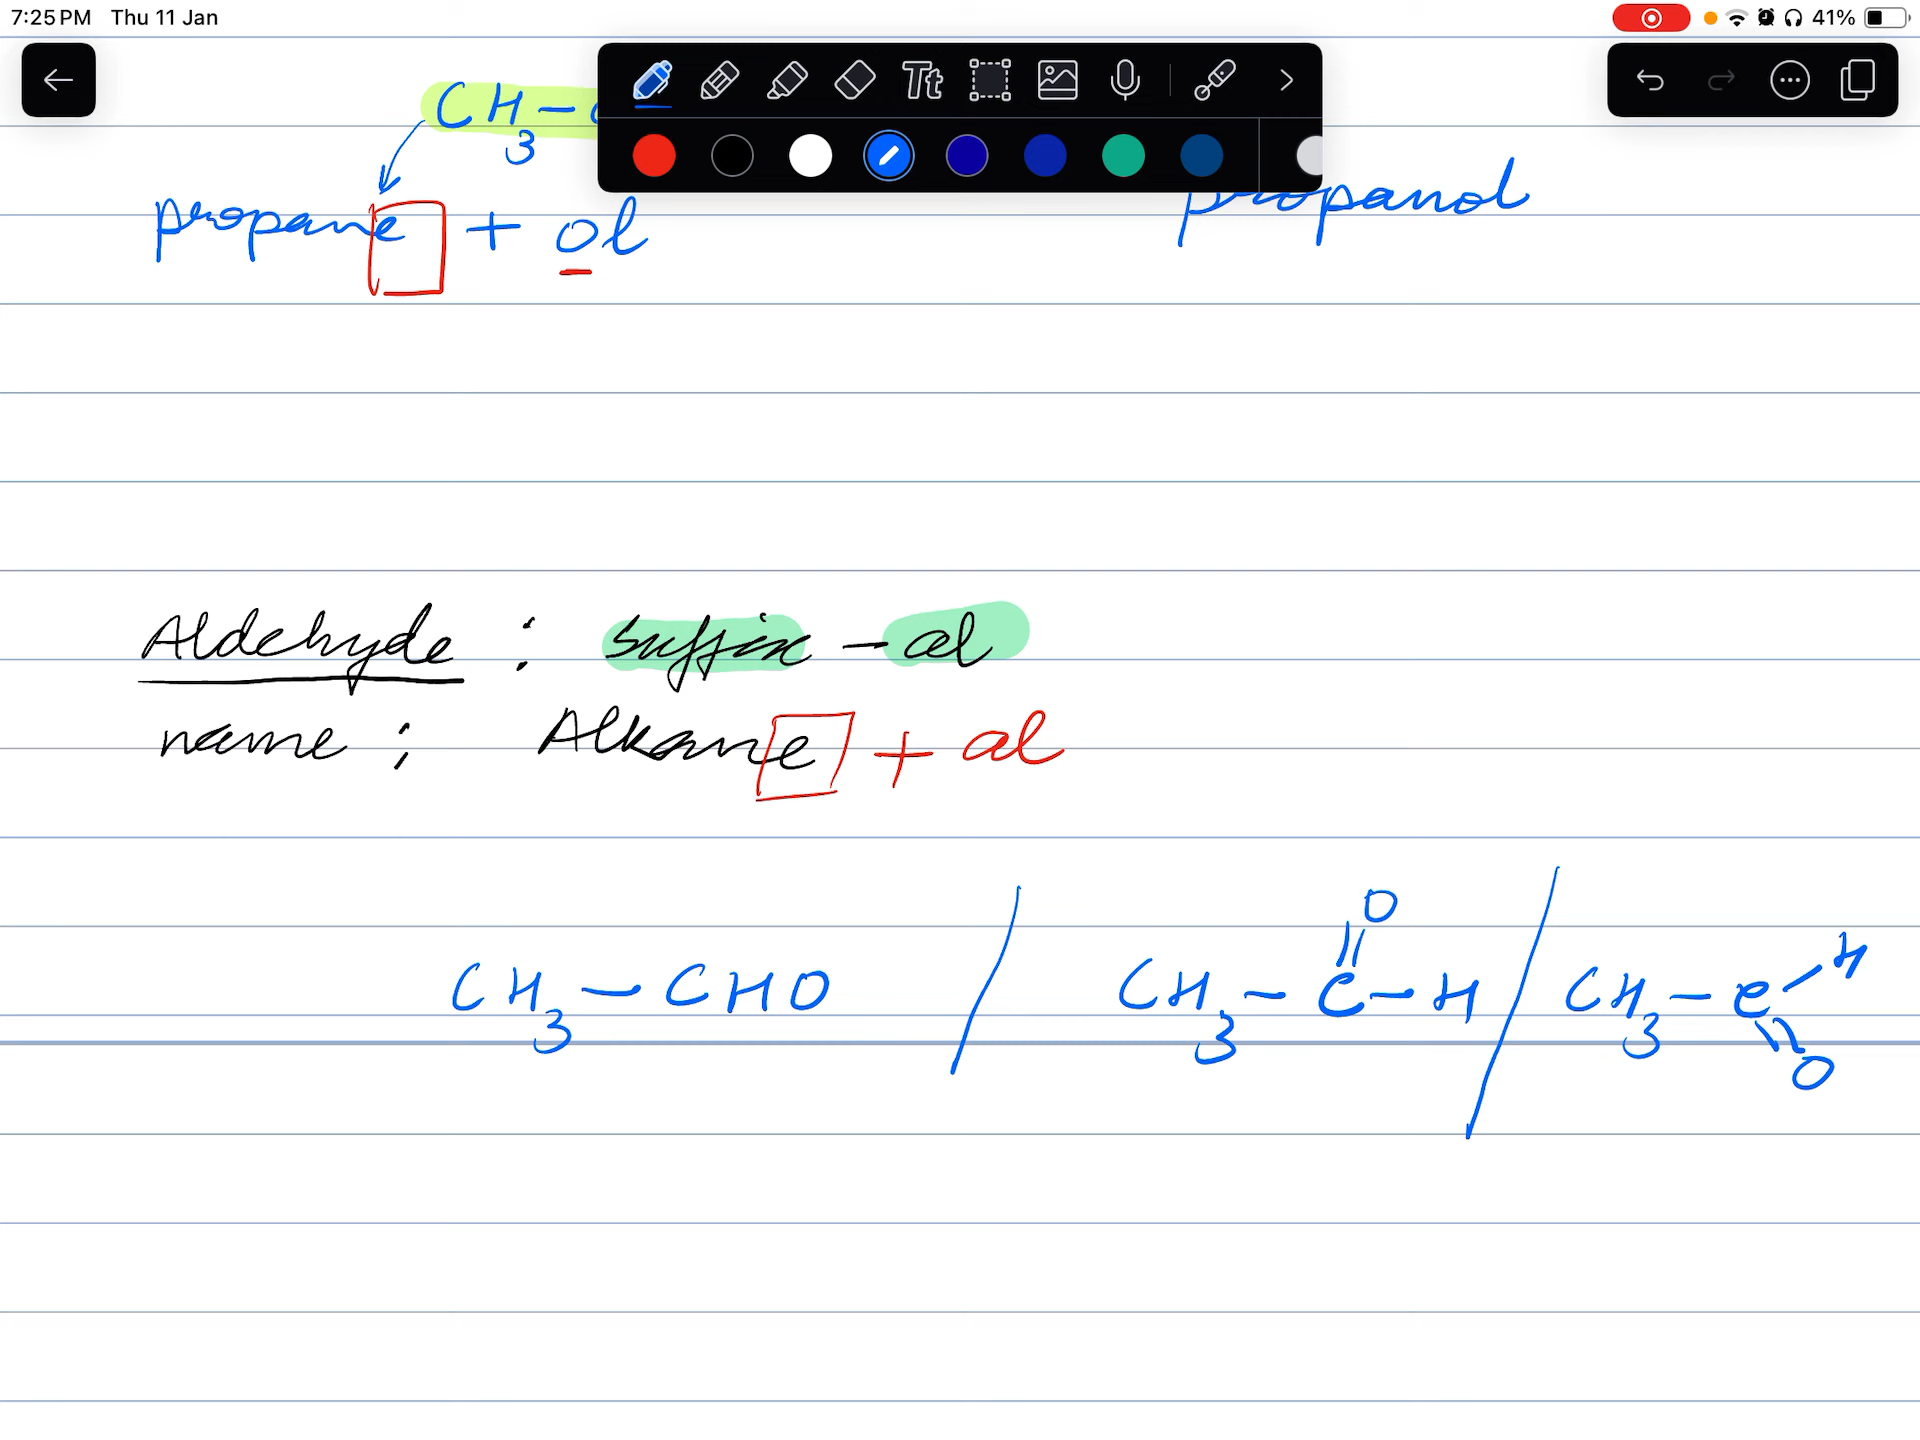 7:25 PM Thu 11 Jan 41%
Tt
CH3 –
propane + ol propanol
Aldehyde : Suffix – al
name : Alkane + al
CH3 – CHO / CH3 – C – H / CH3 – C
O
H
O